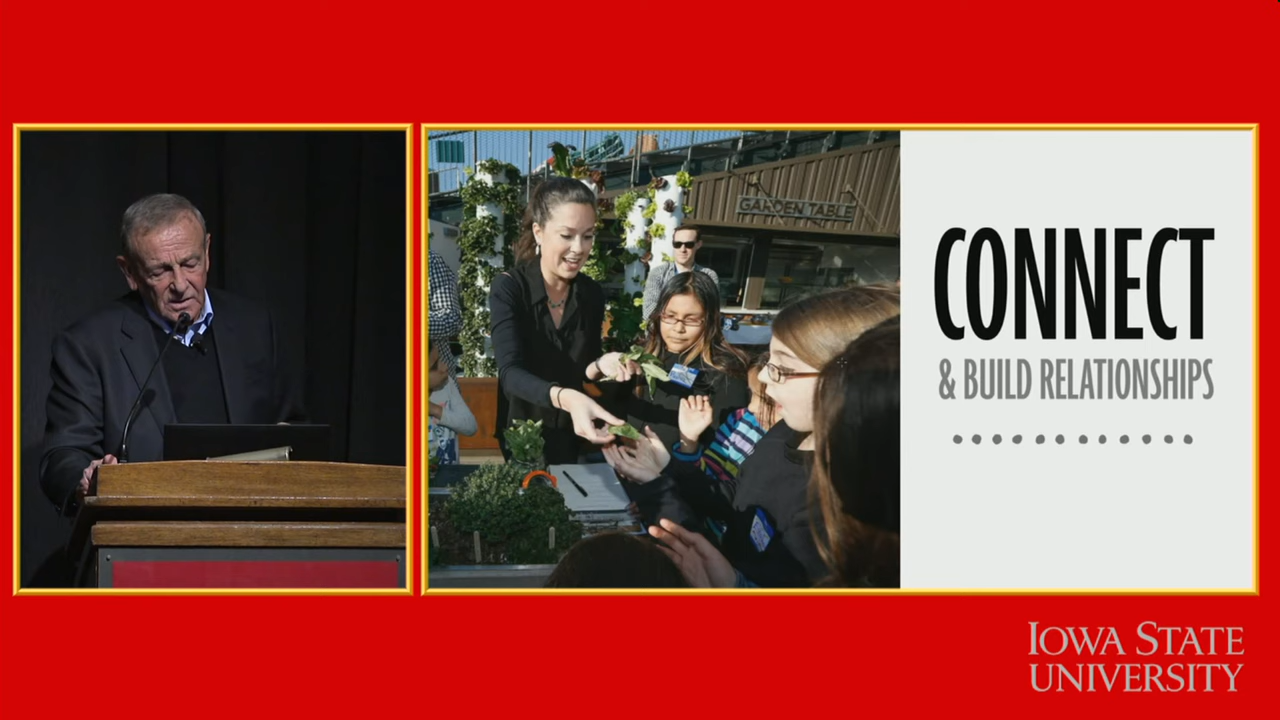 GARDEN TABLE
CONNECT
& BUILD RELATIONSHIPS
IOWA STATE
UNIVERSITY